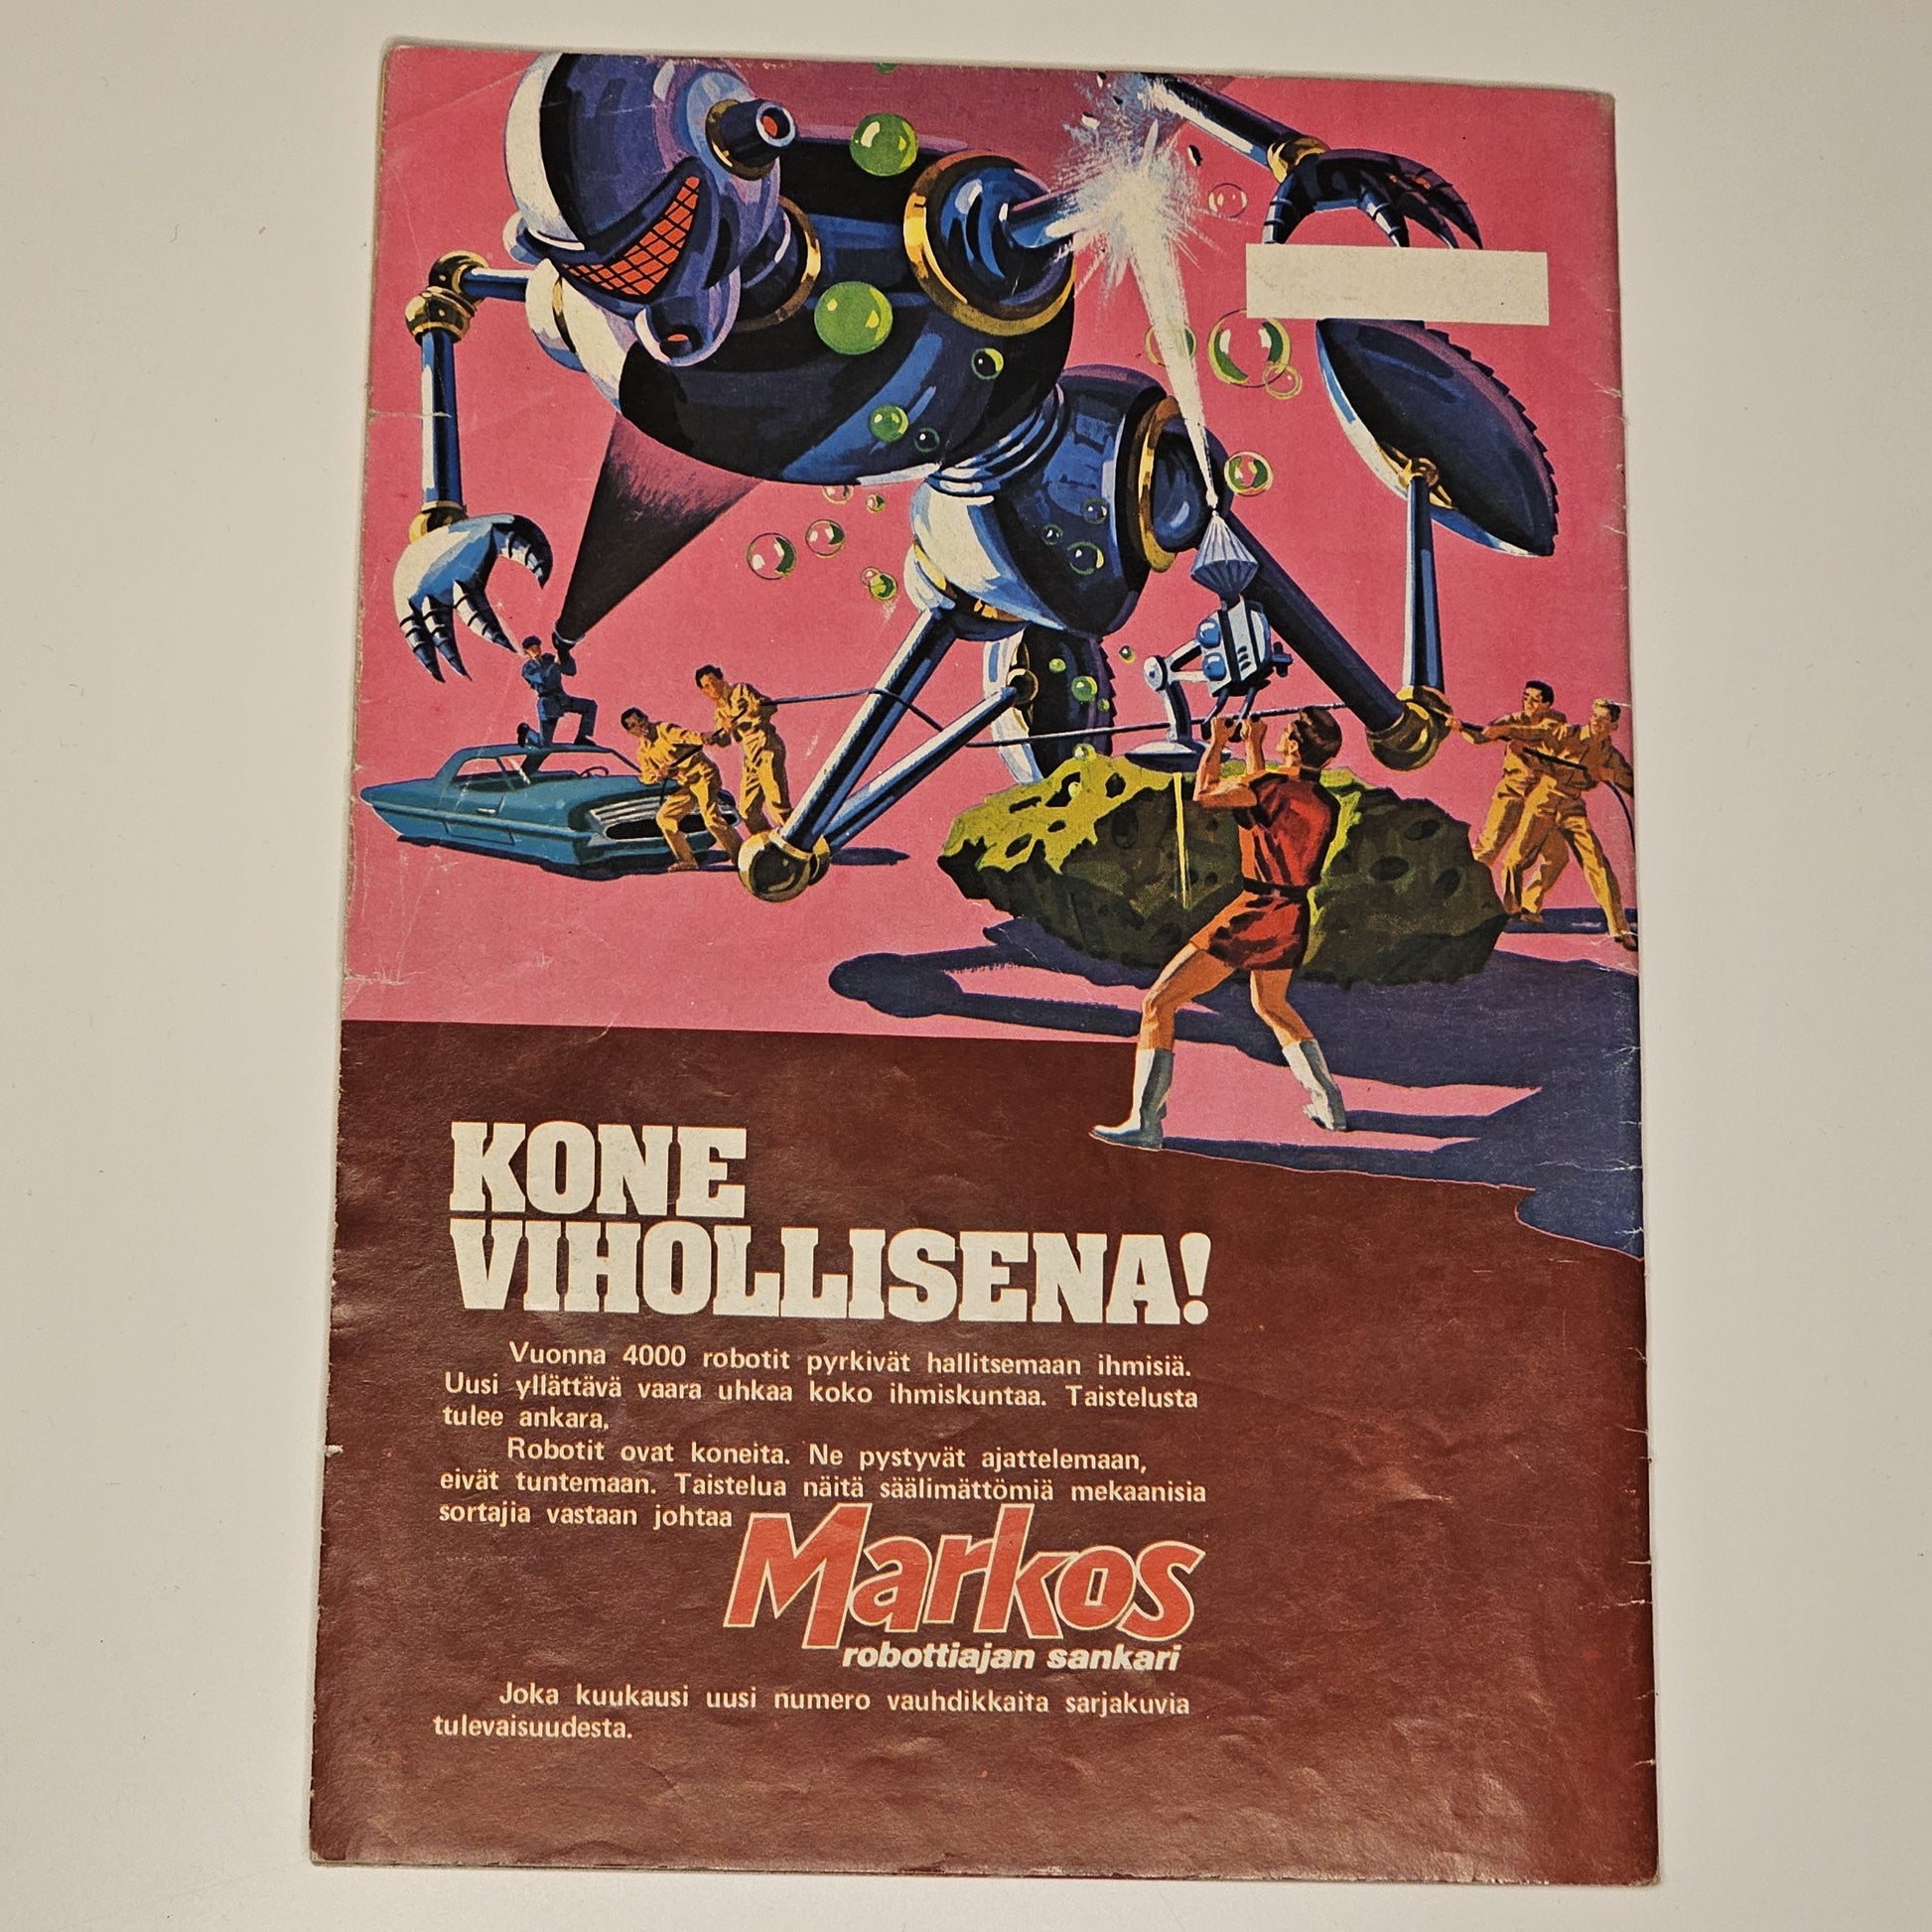 KONE
VIHOLLISENA!
Vuonna 4000 robotit pyrkivät hallitsemaan ihmisiä.
Uusi yllättävä vaara uhkaa koko ihmiskuntaa. Taistelusta
tulee ankara.
Robotit ovat koneita. Ne pystyvät ajattelemaan,
eivät tuntemaan. Taistelua näitä säälimättömiä mekaanisia
sortajia vastaan johtaa
Markos
robottiajan sankari
Joka kuukausi uusi numero vauhdikkaita sarjakuvia
tulevaisuudesta.